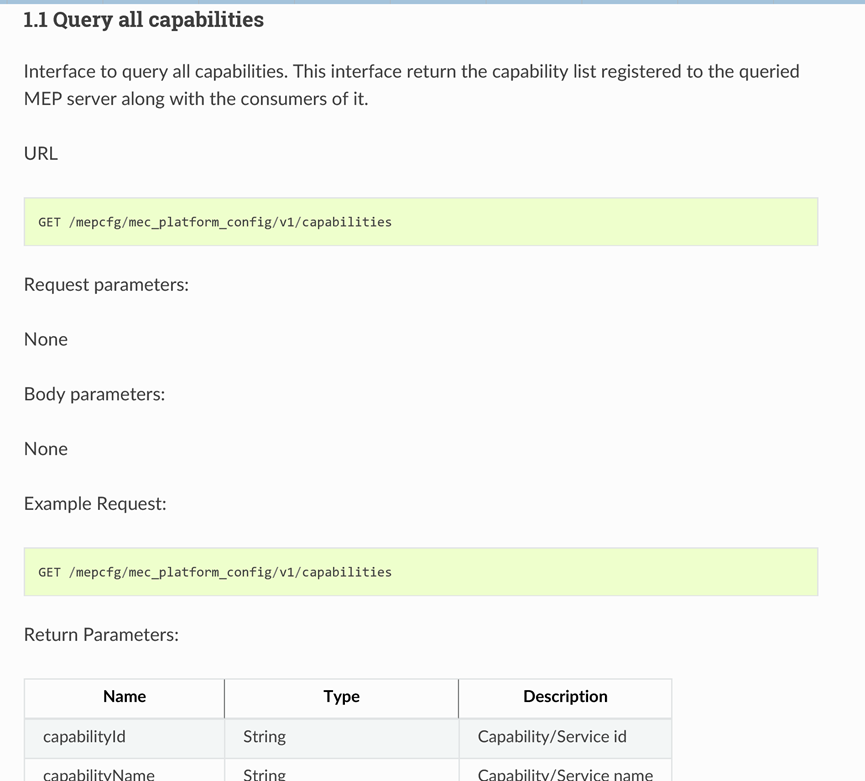 1.1 Query all capabilities
Interface to query all capabilities. This interface return the capability list registered to the queried
MEP server along with the consumers of it.
URL
GET /mepcfg/mec_platform_config/v1/capabilities
Request parameters:
None
Body parameters:
None
Example Request:
GET /mepcfg/mec_platform_config/v1/capabilities
Return Parameters:
Name Type Description
capabilityId String Capability/Service id
capabilityName String Capability/Service name